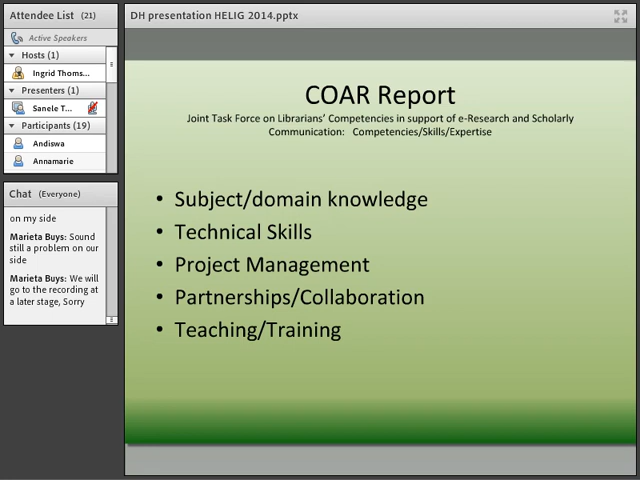 Attendee List (21)
Active Speakers
Hosts (1)
Ingrid Thoms...
Presenters (1)
Sanele T...
Participants (19)
Andiswa
Annamarie
Chat (Everyone)
on my side
Marieta Buys: Sound
still a problem on our
side
Marieta Buys: We will
go to the recording at
a later stage, Sorry
DH presentation HELIG 2014.pptx
COAR Report
Joint Task Force on Librarians' Competencies in support of e-Research and Scholarly
Communication: Competencies/Skills/Expertise
• Subject/domain knowledge
• Technical Skills
• Project Management
• Partnerships/Collaboration
• Teaching/Training